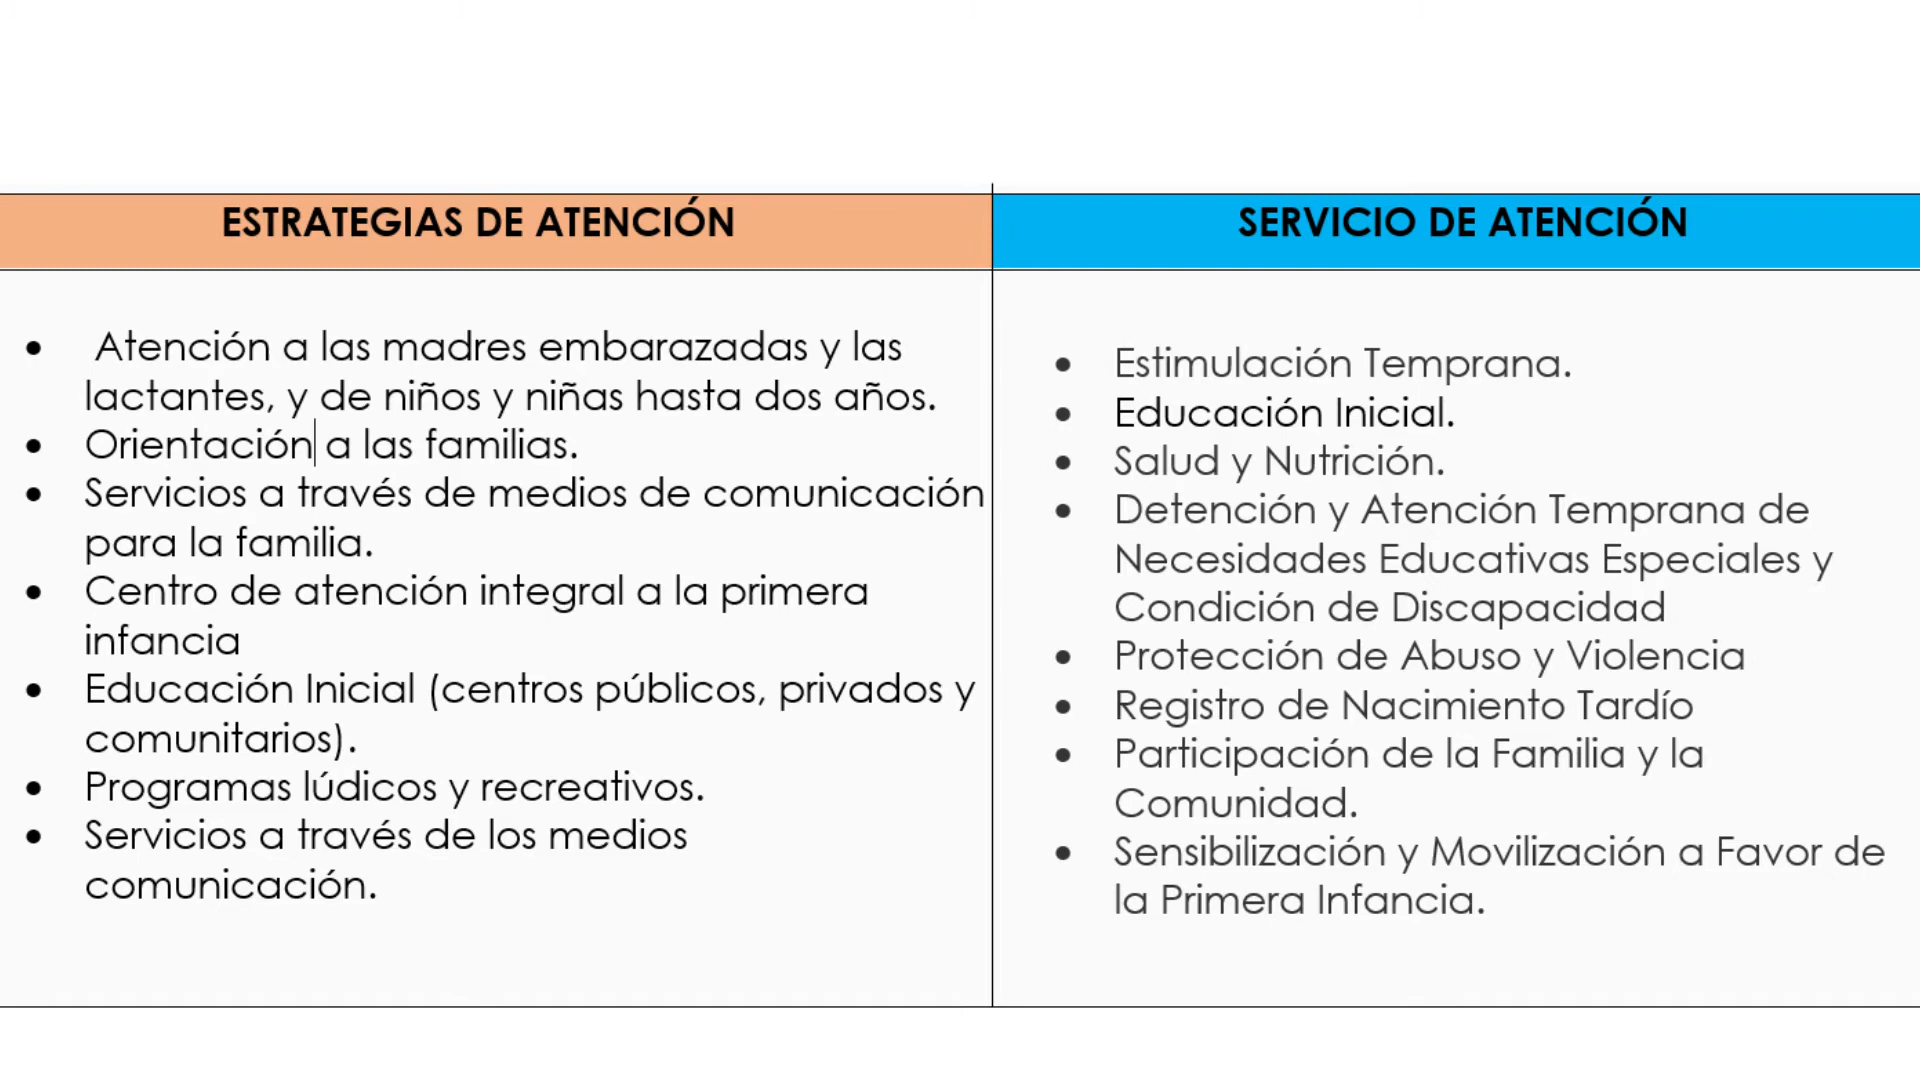 ESTRATEGIAS DE ATENCIÓN
Atención a las madres embarazadas y las
lactantes, y de niños y niñas hasta dos años.
Orientación a las familias.
Servicios a través de medios de comunicación
para la familia.
Centro de atención integral a la primera
infancia
Educación Inicial (centros públicos, privados y
comunitarios).
Programas lúdicos y recreativos.
Servicios a través de los medios
comunicación.
SERVICIO DE ATENCIÓN
Estimulación Temprana.
Educación Inicial.
Salud y Nutrición.
Detención y Atención Temprana de
Necesidades Educativas Especiales y
Condición de Discapacidad
Protección de Abuso y Violencia
Registro de Nacimiento Tardío
Participación de la Familia y la
Comunidad.
Sensibilización y Movilización a Favor de
la Primera Infancia.